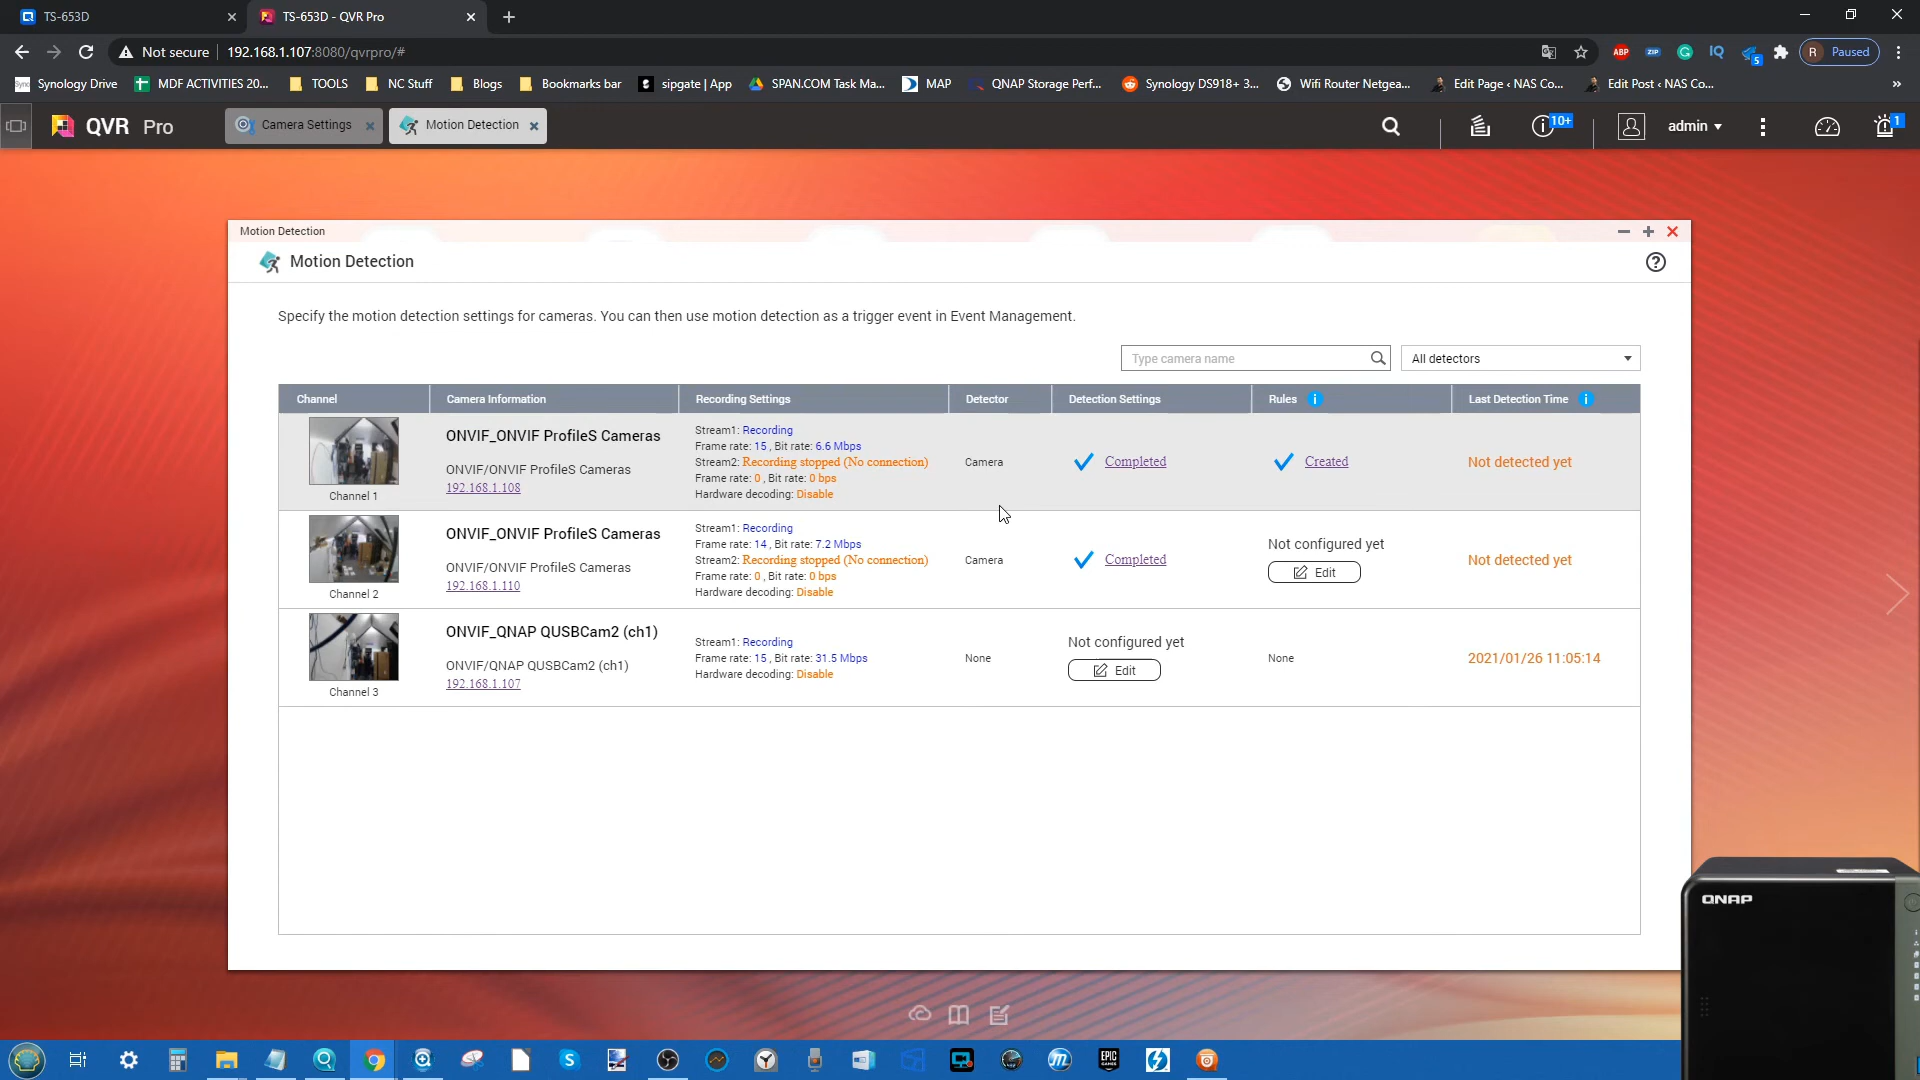 TS-653D
TS-653D - QVR Pro
Not secure
192.168.1.107:8080/qvrpro/#
ABP
ZIP
IQ
5
R Paused
Synology Drive
MDF ACTIVITIES 20...
TOOLS
NC Stuff
Blogs
Bookmarks bar
sipgate | App
SPAN.COM Task Ma...
MAP
QNAP Storage Perf...
Synology DS918+ 3...
Wifi Router Netgea...
Edit Page ‹ NAS Co...
Edit Post ‹ NAS Co...
»
QVR Pro
Camera Settings
Motion Detection
10+
admin
1
Motion Detection
Motion Detection
Specify the motion detection settings for cameras. You can then use motion detection as a trigger event in Event Management.
Type camera name
All detectors
Channel
Camera Information
Recording Settings
Detector
Detection Settings
Rules
Last Detection Time
Channel 1
ONVIF_ONVIF ProfileS Cameras
ONVIF/ONVIF ProfileS Cameras
192.168.1.108
Stream1: Recording
Frame rate: 15 , Bit rate: 6.6 Mbps
Stream2: Recording stopped (No connection)
Frame rate: 0 , Bit rate: 0 bps
Hardware decoding: Disable
Camera
Completed
Created
Not detected yet
Channel 2
ONVIF_ONVIF ProfileS Cameras
ONVIF/ONVIF ProfileS Cameras
192.168.1.110
Stream1: Recording
Frame rate: 14 , Bit rate: 7.2 Mbps
Stream2: Recording stopped (No connection)
Frame rate: 0 , Bit rate: 0 bps
Hardware decoding: Disable
Camera
Completed
Not configured yet
Edit
Not detected yet
Channel 3
ONVIF_QNAP QUSBCam2 (ch1)
ONVIF/QNAP QUSBCam2 (ch1)
192.168.1.107
Stream1: Recording
Frame rate: 15 , Bit rate: 31.5 Mbps
Hardware decoding: Disable
None
Not configured yet
Edit
None
2021/01/26 11:05:14
QNAP
EPIC
GAMES